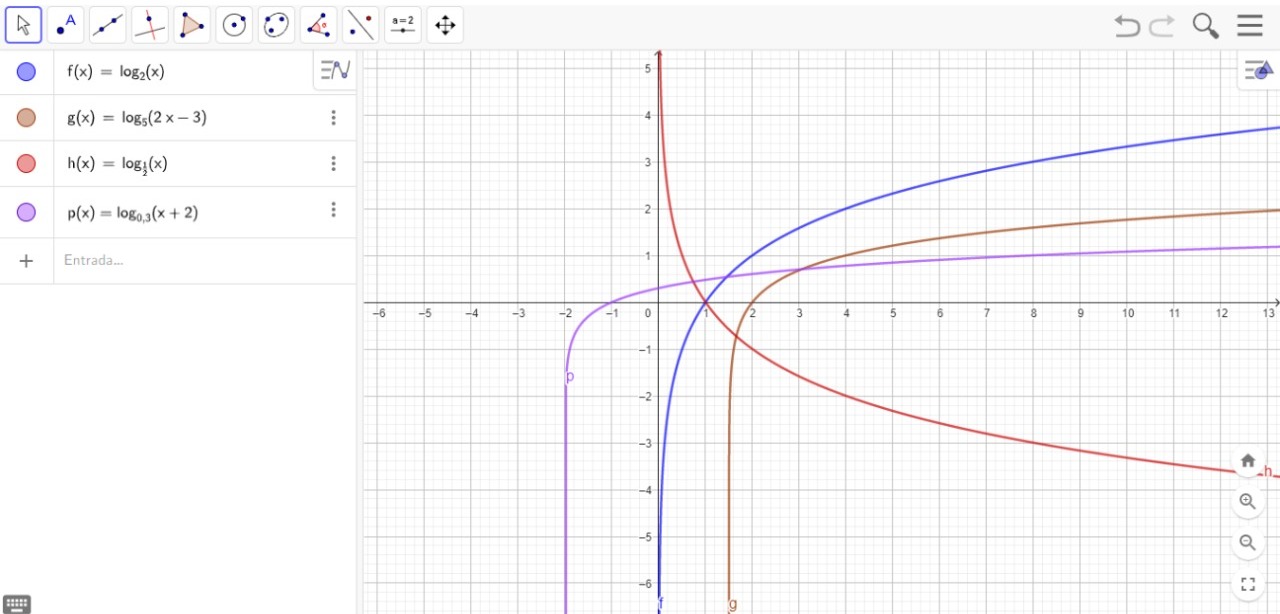 A
a=2
f(x) = log₂(x)
g(x) = log₅(2 x − 3)
h(x) = log½(x)
p(x) = log₀,₃(x + 2)
+ Entrada...
5
4
3
2
1
−6 −5 −4 −3 −2 −1 0 1 2 3 4 5 6 7 8 9 10 11 12 13
−1
p
−2
−3
h
−4
−5
−6
f g